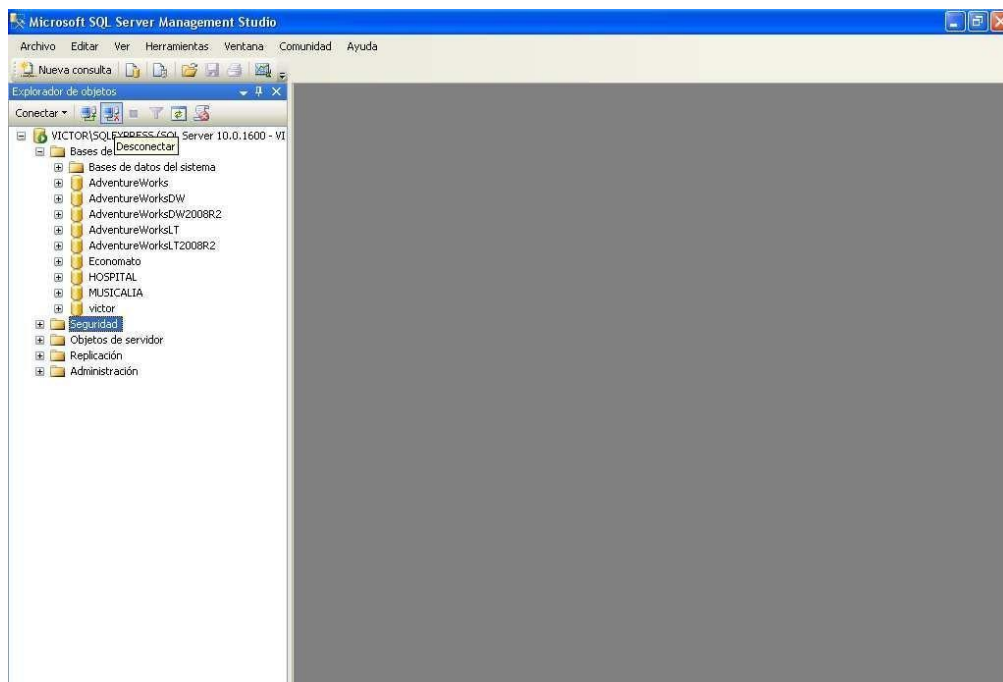 Microsoft SQL Server Management Studio
Archivo Editar Ver Herramientas Ventana Comunidad Ayuda
Nueva consulta
Explorador de objetos
Conectar
VICTOR\SQLEXPRESS (SQL Server 10.0.1600 - VI
Desconectar
Bases de
Bases de datos del sistema
AdventureWorks
AdventureWorksDW
AdventureWorksDW2008R2
AdventureWorksLT
AdventureWorksLT2008R2
Economato
HOSPITAL
MUSICALIA
victor
Seguridad
Objetos de servidor
Replicación
Administración